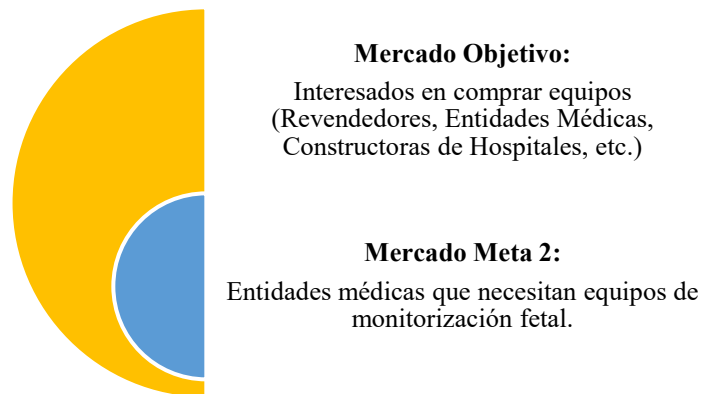 Mercado Objetivo:
Interesados en comprar equipos
(Revendedores, Entidades Médicas,
Constructoras de Hospitales, etc.)
Mercado Meta 2:
Entidades médicas que necesitan equipos de
monitorización fetal.